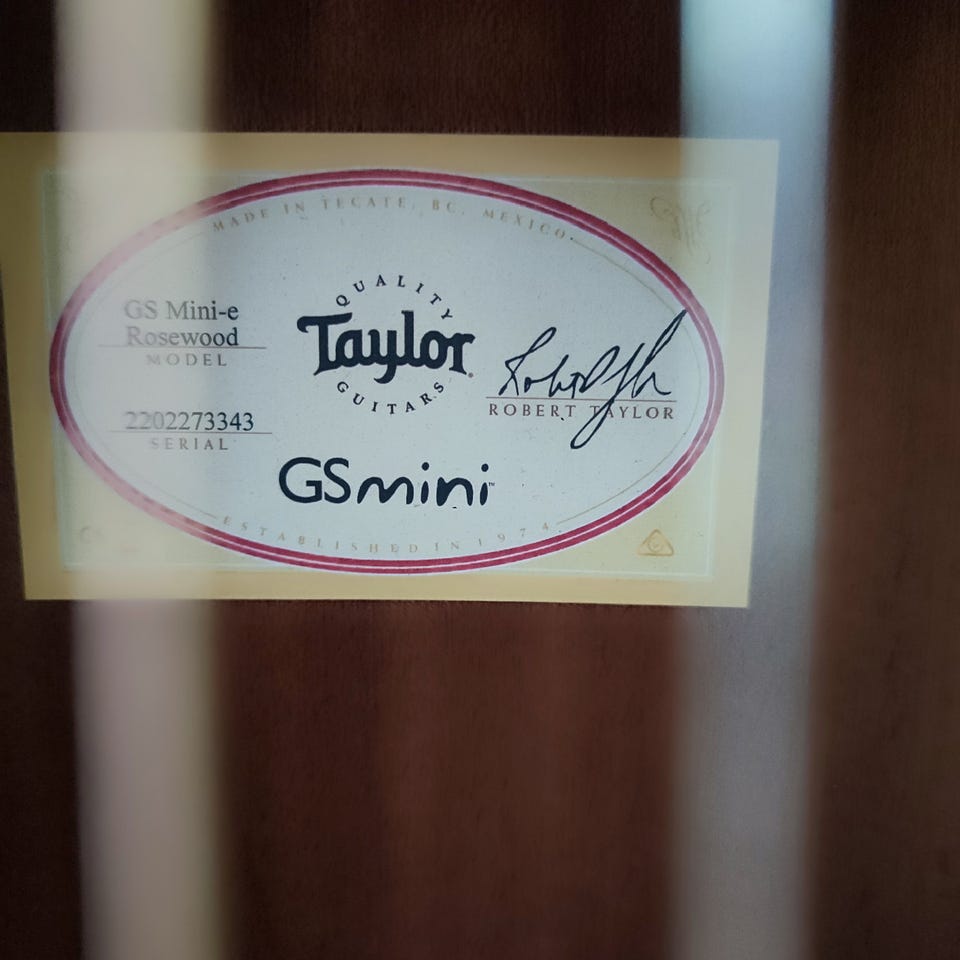 MADE IN TECATE, BC, MEXICO
GS Mini-e
Rosewood
MODEL
2202273343
SERIAL
QUALITY
Taylor
GUITARS
ROBERT TAYLOR
GSmini™
ESTABLISHED IN 1974